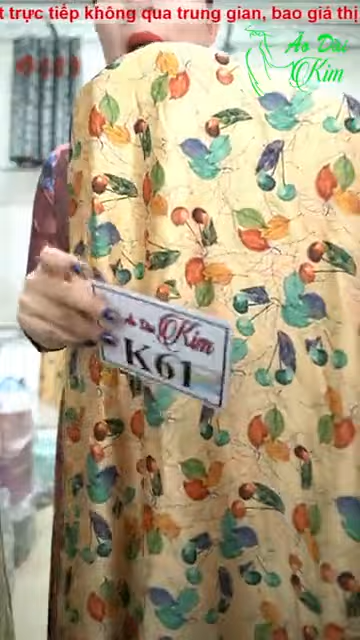 t trực tiếp không qua trung gian, bao giá thị
Áo Dài
Kim
Áo Dài Kim
K61